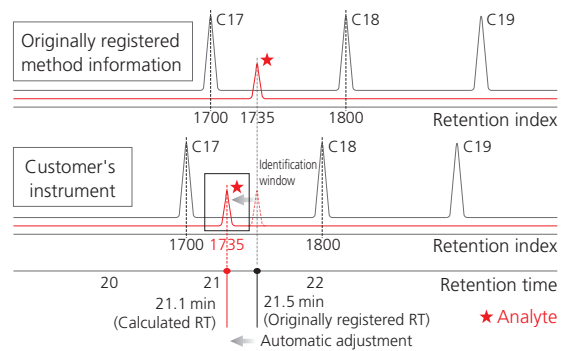 C17
C18
C19
Originally registered
method information
1700
1735
1800
Retention index
C17
C18
C19
Customer's
instrument
Identification
window
1700
1735
1800
Retention index
20
21
22
Retention time
21.1 min
(Calculated RT)
21.5 min
(Originally registered RT)
★ Analyte
Automatic adjustment